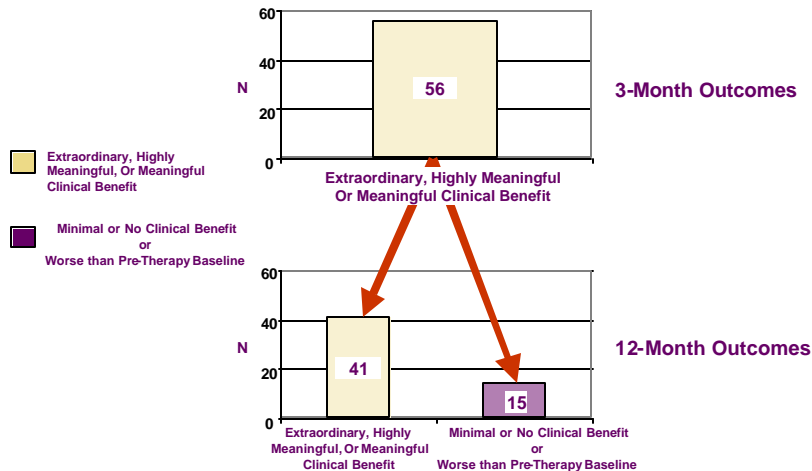 60
40
20
0
N
56
3-Month Outcomes
Extraordinary, Highly Meaningful
Or Meaningful Clinical Benefit
Extraordinary, Highly
Meaningful, Or Meaningful
Clinical Benefit
Minimal or No Clinical Benefit
or
Worse than Pre-Therapy Baseline
60
40
20
0
N
41
15
12-Month Outcomes
Extraordinary, Highly
Meaningful, Or Meaningful
Clinical Benefit
Minimal or No Clinical Benefit
or
Worse than Pre-Therapy Baseline